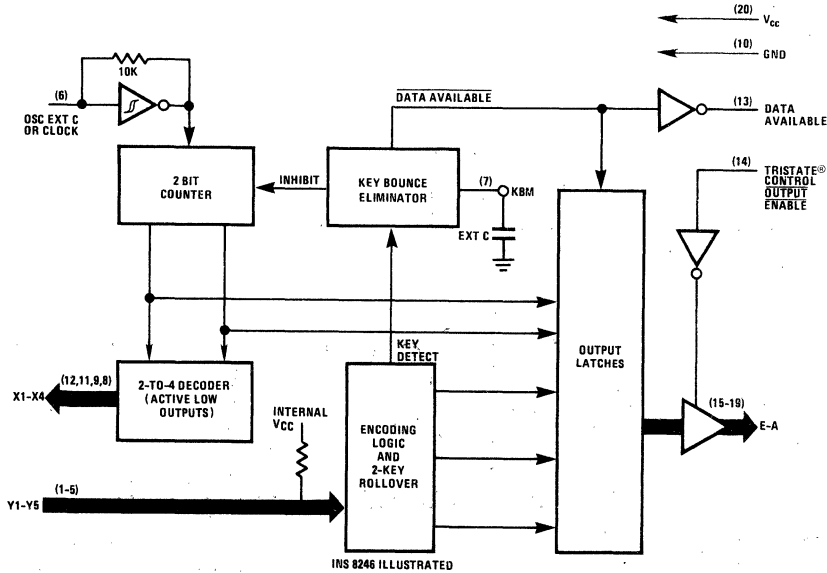 (20)
Vcc
(10)
GND
10K
(6)
OSC EXT C
OR CLOCK
DATA AVAILABLE
(13)
DATA
AVAILABLE
2 BIT
COUNTER
INHIBIT
KEY BOUNCE
ELIMINATOR
(7)
KBM
EXT C
(14)
TRISTATE®
CONTROL
OUTPUT
ENABLE
KEY
DETECT
OUTPUT
LATCHES
X1-X4
(12,11,9,8)
2-TO-4 DECODER
(ACTIVE LOW
OUTPUTS)
INTERNAL
VCC
ENCODING
LOGIC
AND
2-KEY
ROLLOVER
(15-19)
E-A
Y1-Y5
(1-5)
INS 8246 ILLUSTRATED